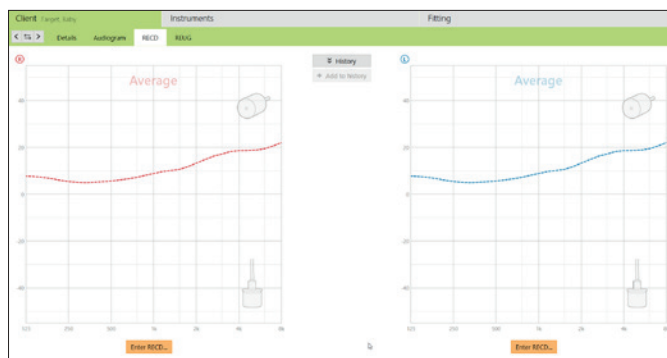 Client Target_Baby Instruments Fitting
Details Audiogram RECD REUG
R History L
Average + Add to history Average
40 40
20 20
0 0
-20 -20
-40 -40
125 250 500 1k 2k 4k 8k 125 250 500 1k 2k 4k 8k
Enter RECD... Enter RECD...